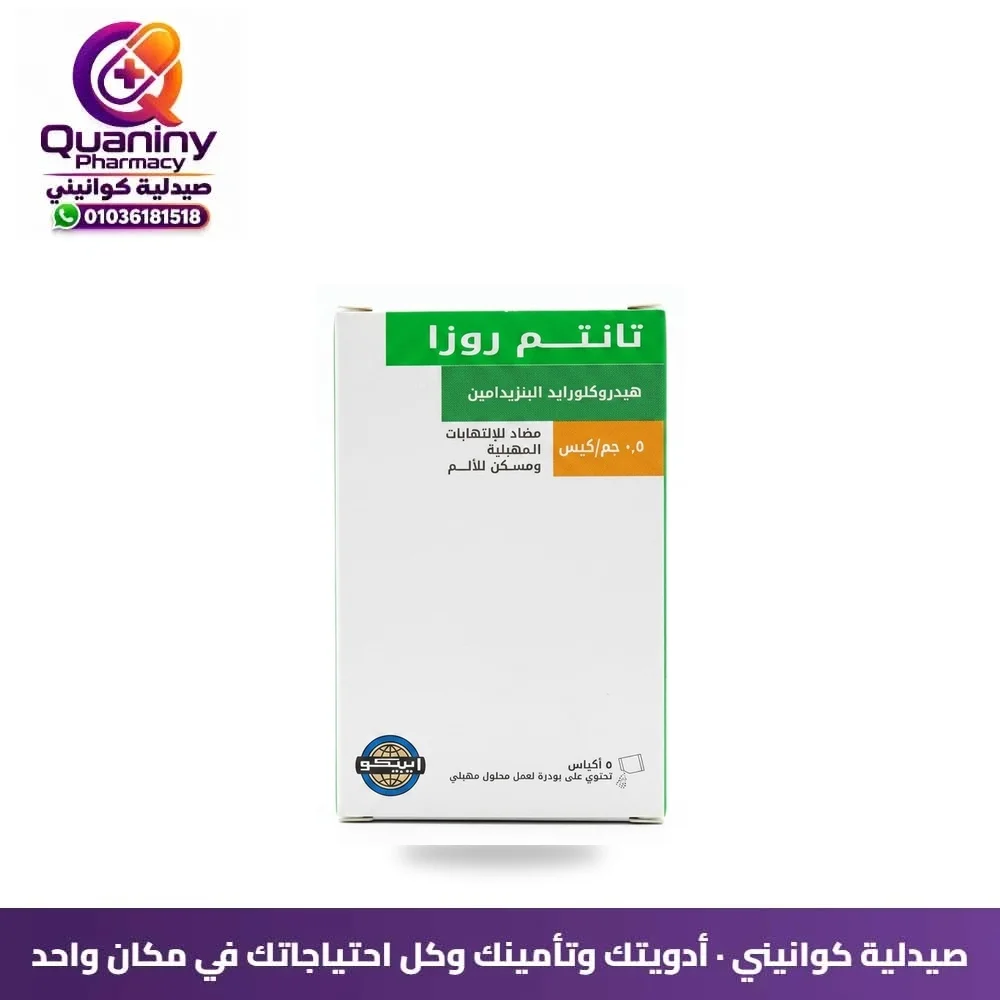 Quaniny
Pharmacy
صيدلية كوانيني
01036181518
تانتم روزا
هيدروكلورايد البنزيدامين
٠,٥ جم/كيس
مضاد للإلتهابات
المهبلية
ومسكن للألم
ايبيكو
٥ أكياس
تحتوي على بودرة لعمل محلول مهبلي
صيدلية كوانيني · أدويتك وتأمينك وكل احتياجاتك في مكان واحد